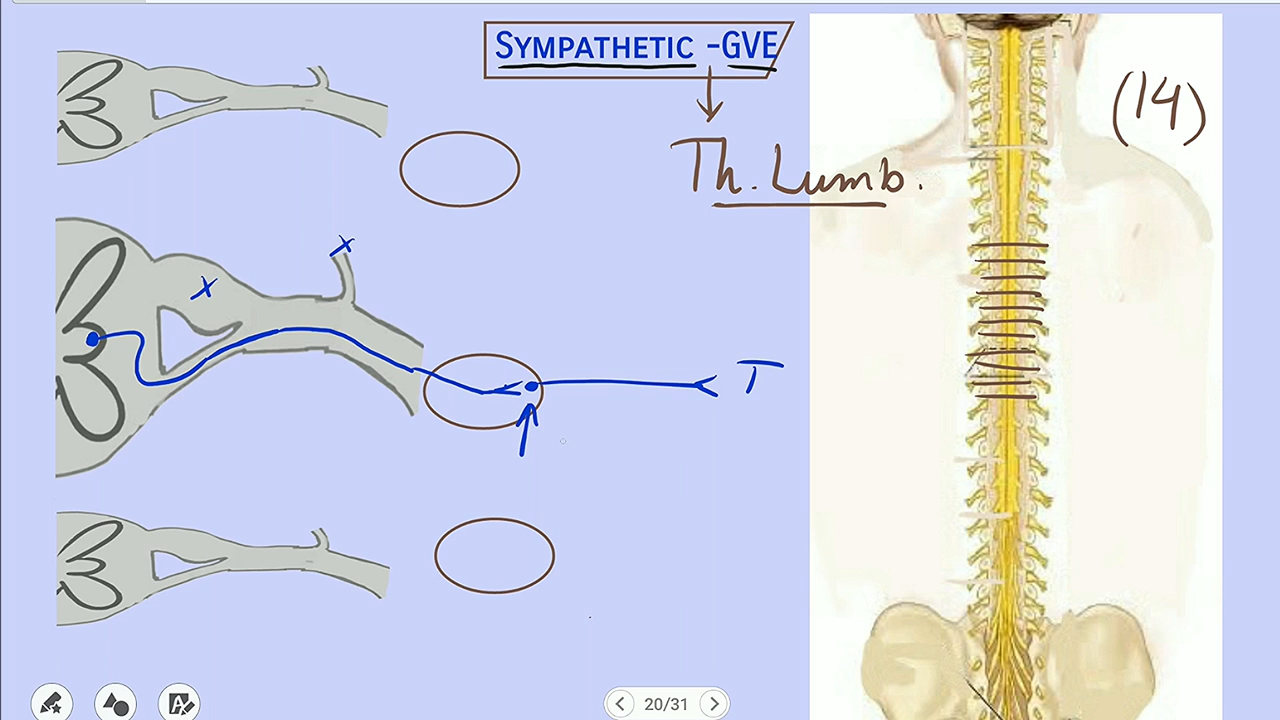 SYMPATHETIC -GVE
(14)
Th. Lumb.
x
x
T
20/31